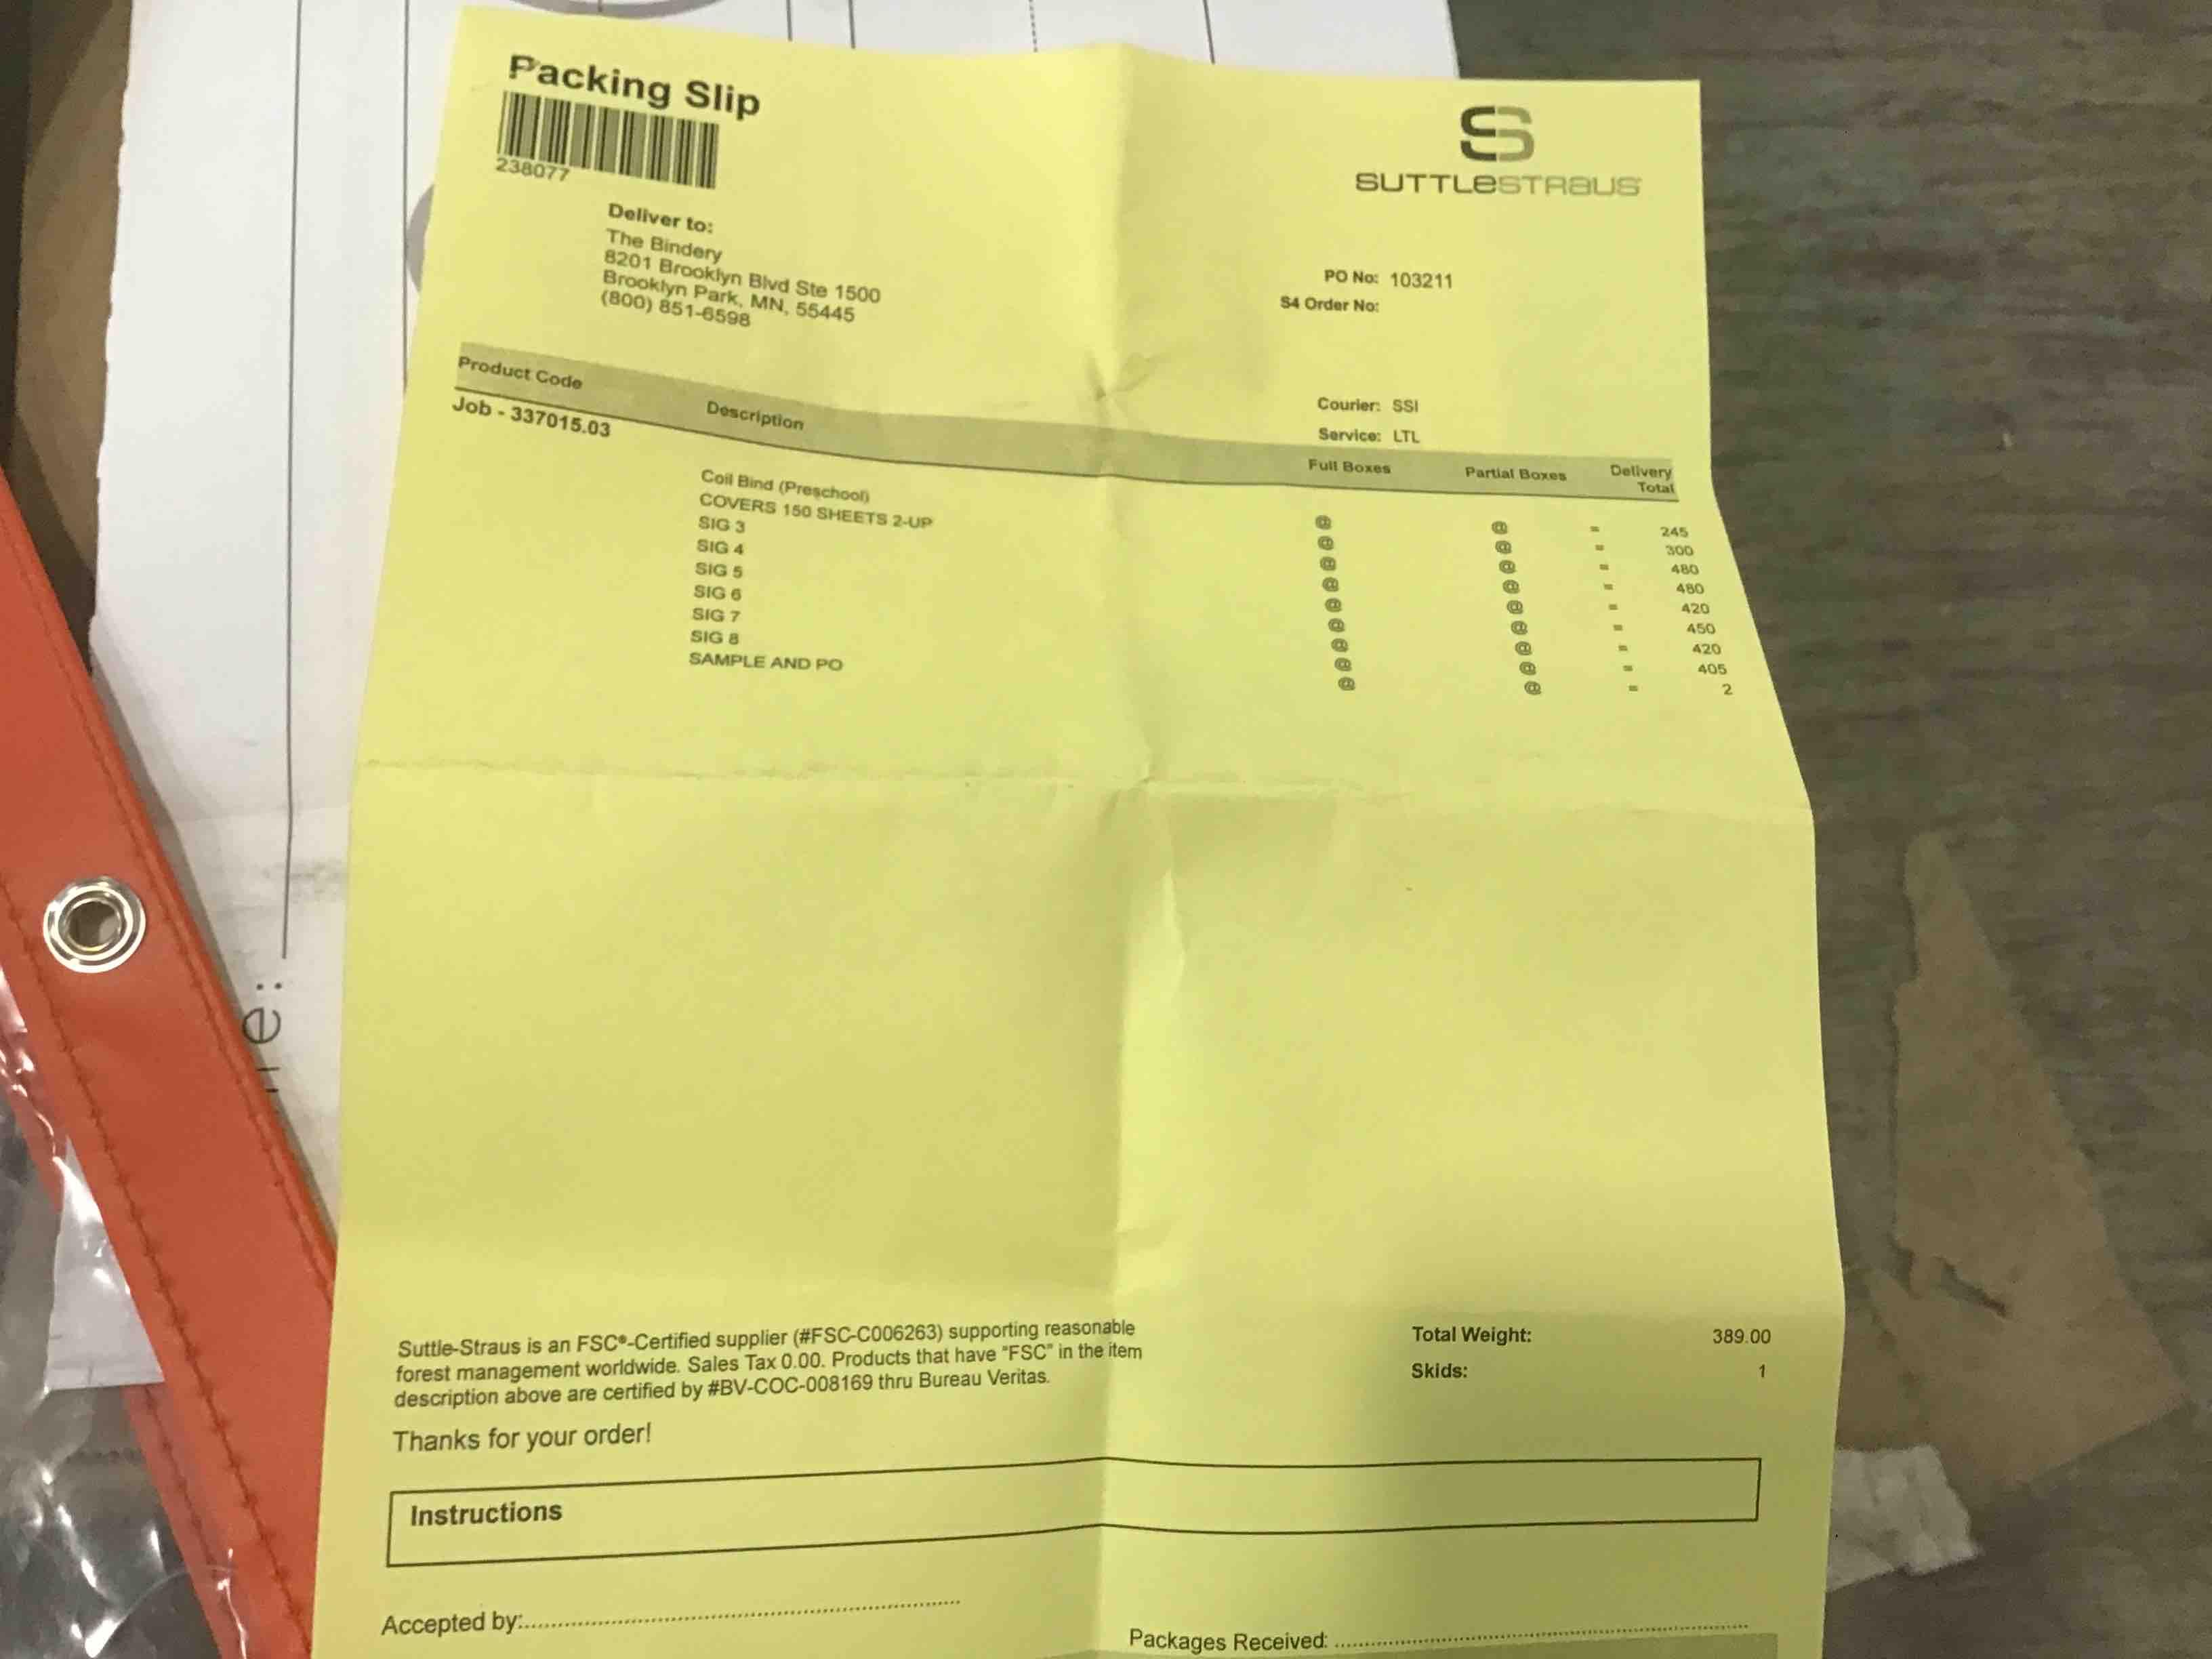 Packing Slip
238077
SUTTLESTRAUS
Deliver to:
The Bindery
8201 Brooklyn Blvd Ste 1500
Brooklyn Park, MN, 55445
(800) 851-6598
PO No: 103211
S4 Order No:
Courier: SSI
Service: LTL
Product Code Description Full Boxes Partial Boxes Delivery Total
Job - 337015.03
Coil Bind (Preschool) @ @ = 245
COVERS 150 SHEETS 2-UP @ @ = 300
SIG 3 @ @ = 480
SIG 4 @ @ = 480
SIG 5 @ @ = 420
SIG 6 @ @ = 450
SIG 7 @ @ = 420
SIG 8 @ @ = 405
SAMPLE AND PO @ @ = 2
Suttle-Straus is an FSC®-Certified supplier (#FSC-C006263) supporting reasonable
forest management worldwide. Sales Tax 0.00. Products that have "FSC" in the item
description above are certified by #BV-COC-008169 thru Bureau Veritas.
Total Weight: 389.00
Skids: 1
Thanks for your order!
Instructions
Accepted by:
Packages Received: